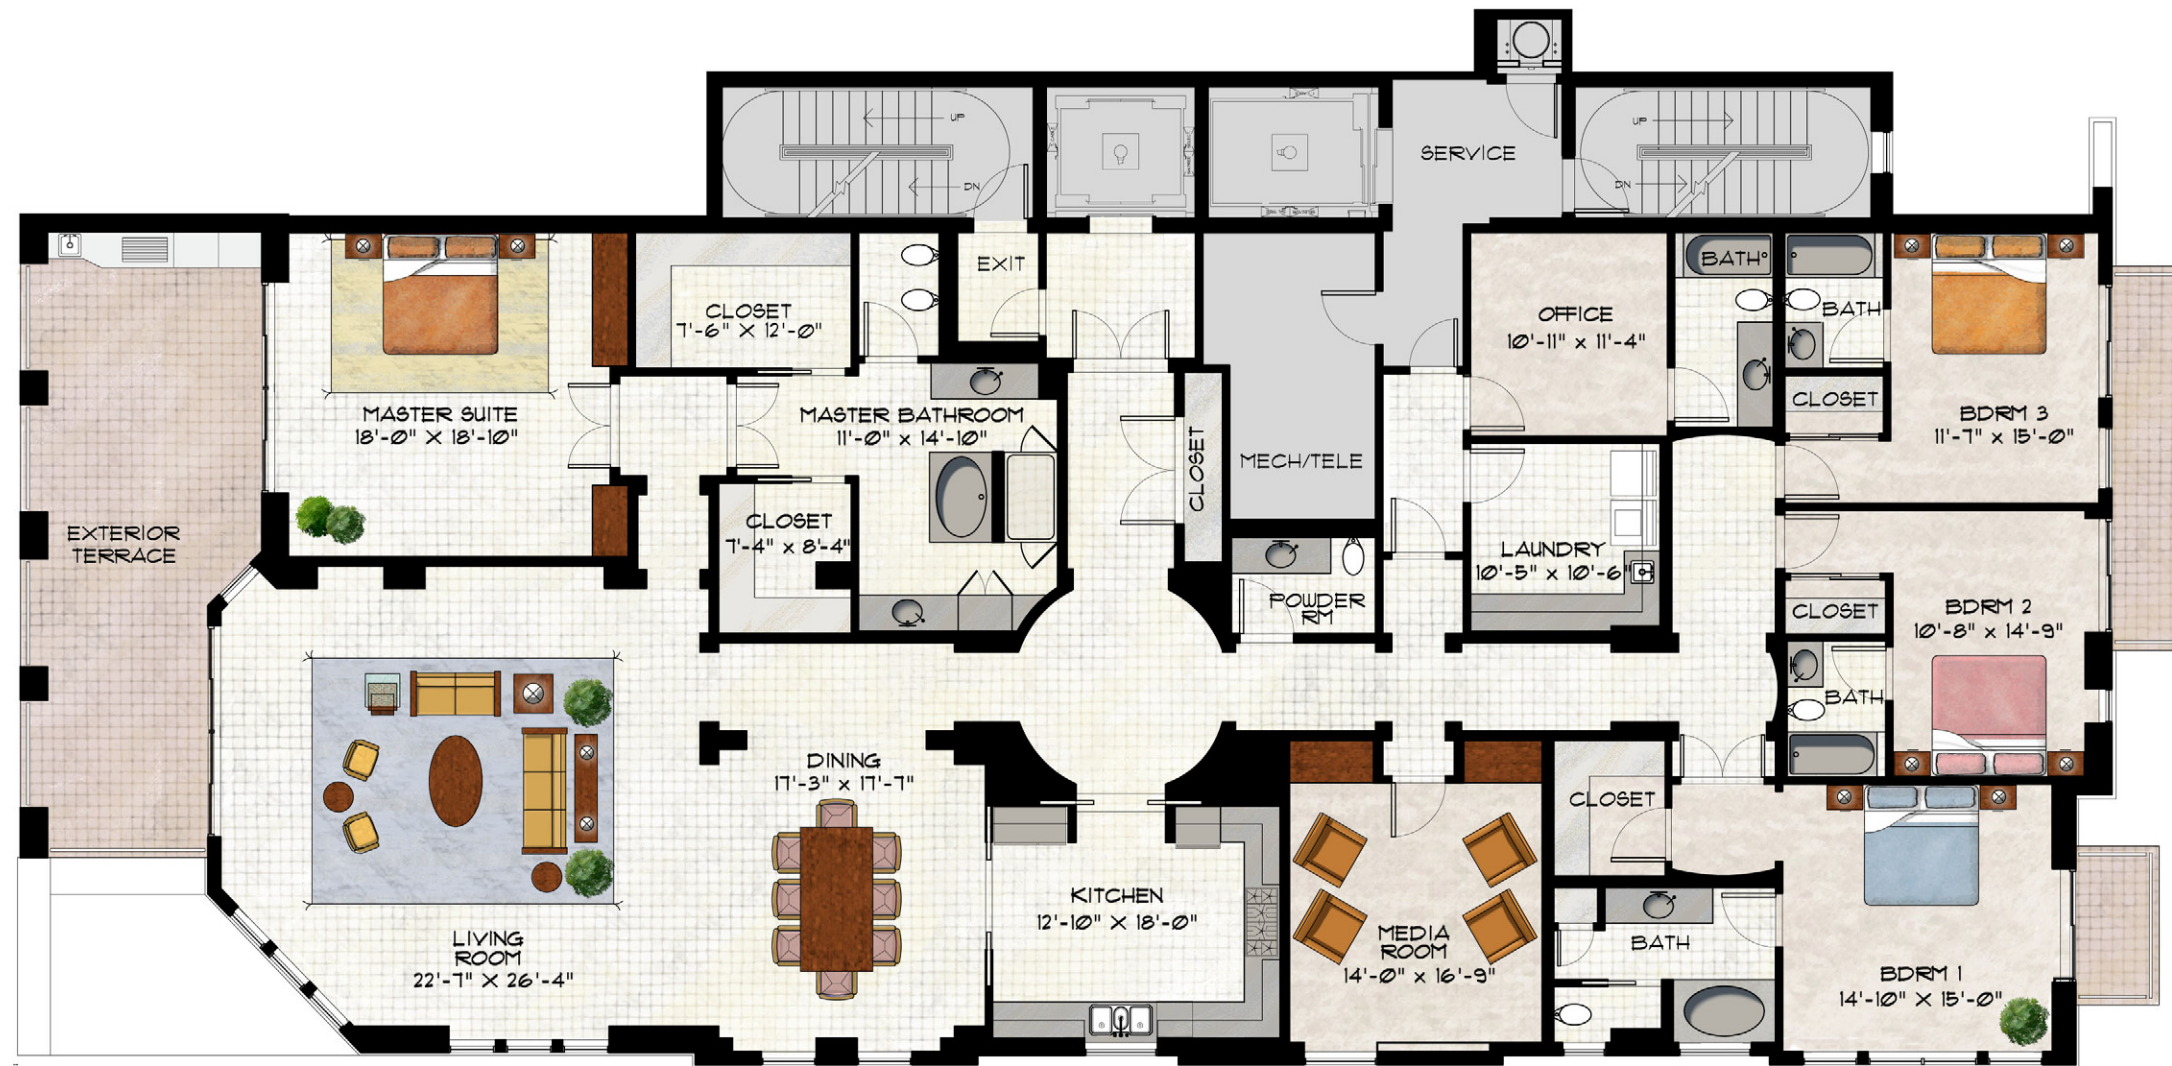 UP
DN
SERVICE
UP
DN
EXIT
CLOSET
7'-6" X 12'-0"
MASTER SUITE
18'-0" X 18'-10"
MASTER BATHROOM
11'-0" x 14'-10"
CLOSET
MECH/TELE
OFFICE
10'-11" x 11'-4"
BATH
BATH
CLOSET
BDRM 3
11'-7" x 15'-0"
EXTERIOR
TERRACE
CLOSET
7'-4" x 8'-4"
POWDER
RM
LAUNDRY
10'-5" x 10'-6"
CLOSET
BATH
BDRM 2
10'-8" x 14'-9"
DINING
17'-3" x 17'-7"
LIVING
ROOM
22'-7" X 26'-4"
KITCHEN
12'-10" X 18'-0"
MEDIA
ROOM
14'-0" x 16'-9"
CLOSET
BATH
BDRM 1
14'-10" X 15'-0"